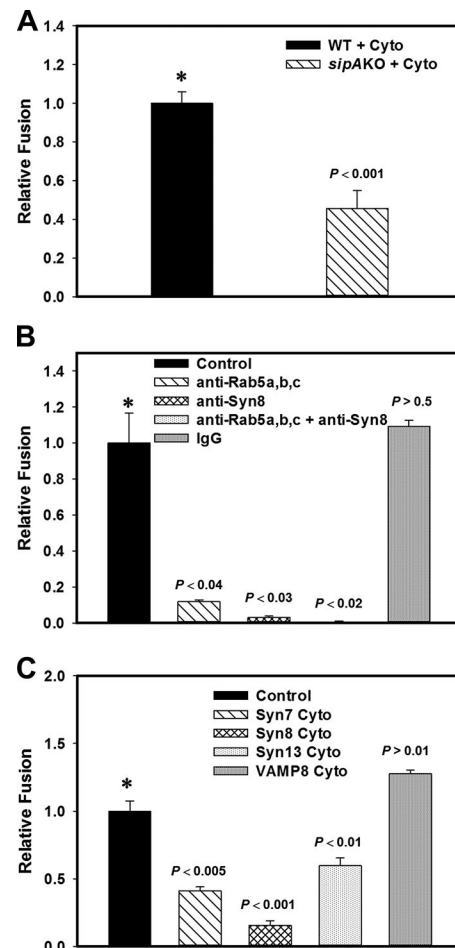 A
1.4
1.2
1.0
0.8
0.6
0.4
0.2
0.0
Relative Fusion
WT + Cyto
sipAKO + Cyto
*
P < 0.001
B
1.4
1.2
1.0
0.8
0.6
0.4
0.2
0.0
Relative Fusion
Control
anti-Rab5a,b,c
anti-Syn8
anti-Rab5a,b,c + anti-Syn8
IgG
*
P < 0.04
P < 0.03
P < 0.02
P > 0.5
C
2.0
1.5
1.0
0.5
0.0
Relative Fusion
Control
Syn7 Cyto
Syn8 Cyto
Syn13 Cyto
VAMP8 Cyto
*
P < 0.005
P < 0.001
P < 0.01
P > 0.01